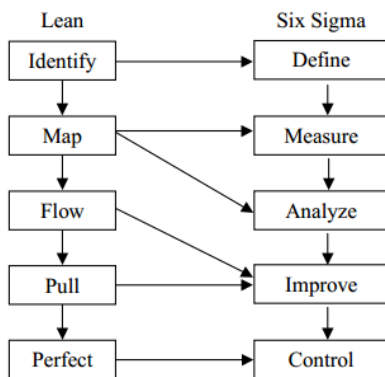 Lean Six Sigma
Identify Define
Map Measure
Flow Analyze
Pull Improve
Perfect Control